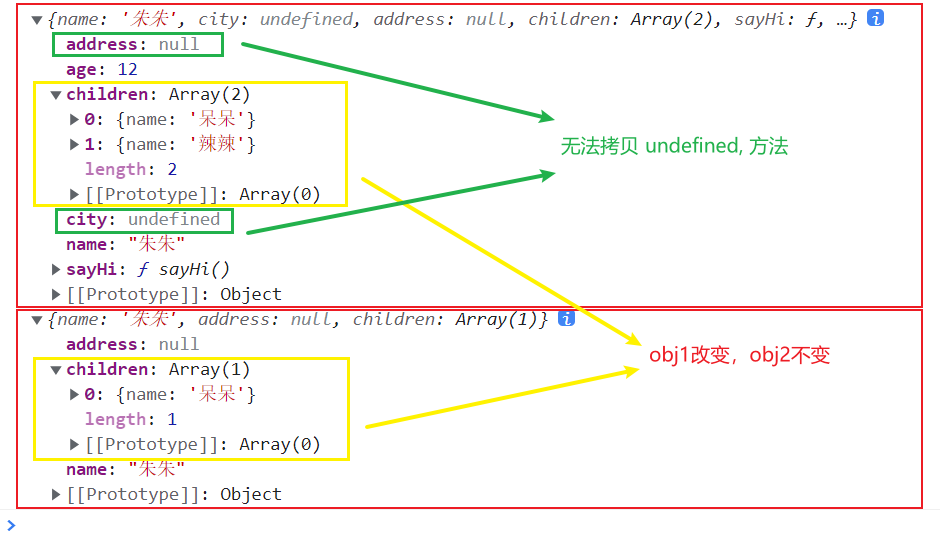 ▼{name: '朱朱', city: undefined, address: null, children: Array(2), sayHi: ƒ, …} i
address: null
age: 12
▼children: Array(2)
▶0: {name: '呆呆'}
▶1: {name: '辣辣'}
length: 2
▶[[Prototype]]: Array(0)
无法拷贝 undefined, 方法
city: undefined
name: "朱朱"
▶sayHi: ƒ sayHi()
▶[[Prototype]]: Object
▼{name: '朱朱', address: null, children: Array(1)} i
address: null
obj1改变，obj2不变
▼children: Array(1)
▶0: {name: '呆呆'}
length: 1
▶[[Prototype]]: Array(0)
name: "朱朱"
▶[[Prototype]]: Object
>